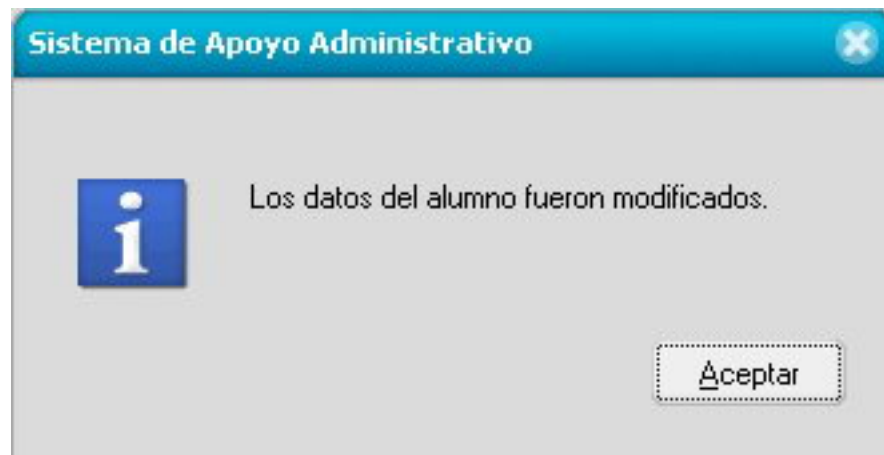 Sistema de Apoyo Administrativo
Los datos del alumno fueron modificados.
Aceptar